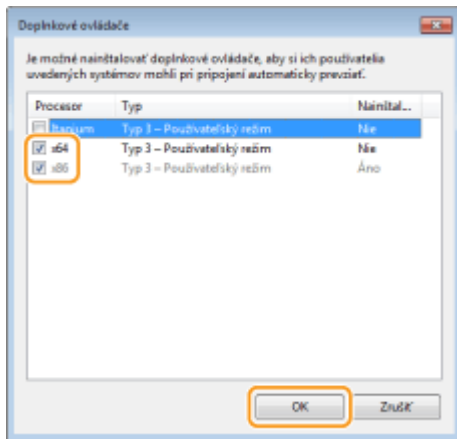 Doplnkové ovládače
Je možné nainštalovať doplnkové ovládače, aby si ich používatelia
uvedených systémov mohli pri pripojení automaticky prevziať.
Procesor Typ Nainštal...
Itanium Typ 3 – Používateľský režim Nie
x64 Typ 3 – Používateľský režim Nie
x86 Typ 3 – Používateľský režim Áno
OK Zrušiť